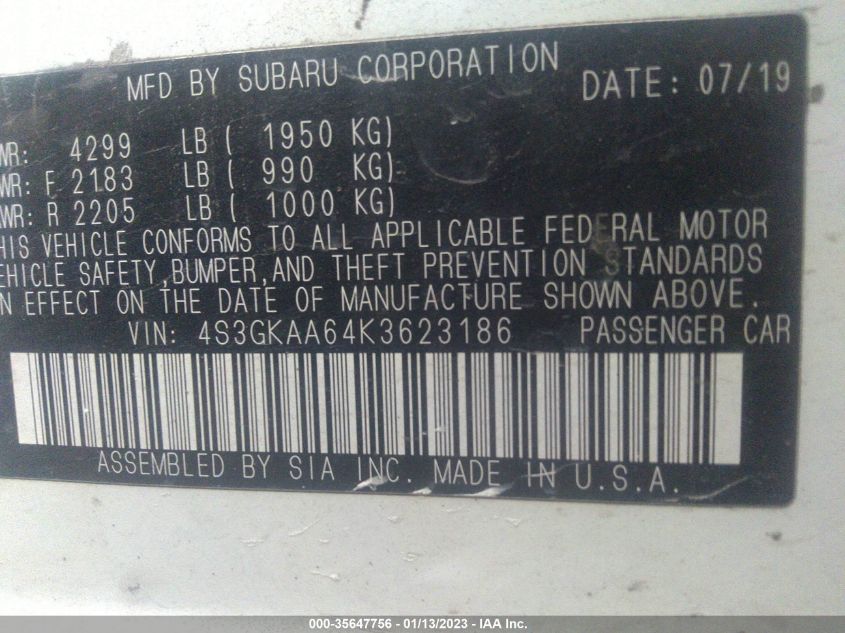 MFD BY SUBARU CORPORATION DATE: 07/19
WR: 4299 LB ( 1950 KG)
WR: F 2183 LB ( 990 KG)
WR: R 2205 LB ( 1000 KG)
HIS VEHICLE CONFORMS TO ALL APPLICABLE FEDERAL MOTOR
EHICLE SAFETY, BUMPER, AND THEFT PREVENTION STANDARDS
N EFFECT ON THE DATE OF MANUFACTURE SHOWN ABOVE.
VIN: 4S3GKAA64K3623186 PASSENGER CAR
ASSEMBLED BY SIA INC. MADE IN U.S.A.
000-35647756 - 01/13/2023 - IAA Inc.